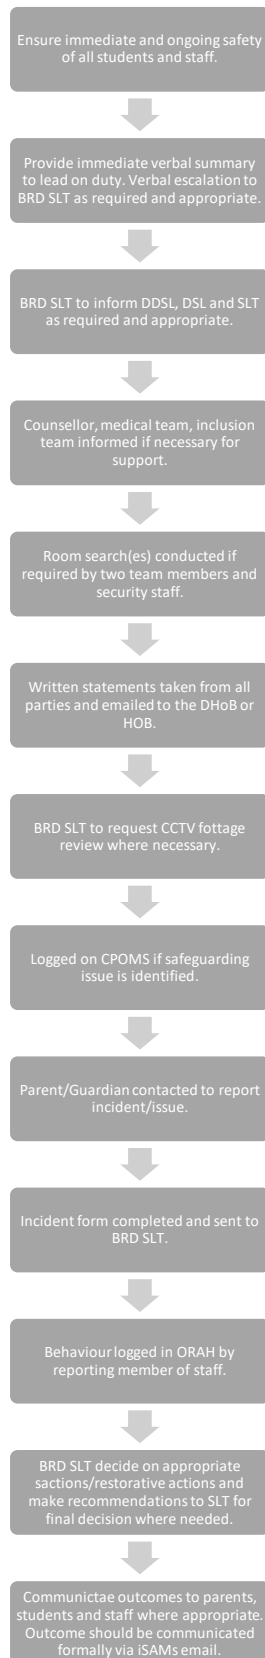 Ensure immediate and ongoing safety
of all students and staff.
Provide immediate verbal summary
to lead on duty. Verbal escalation to
BRD SLT as required and appropriate.
BRD SLT to inform DDSL, DSL and SLT
as required and appropriate.
Counsellor, medical team, inclusion
team informed if necessary for
support.
Room search(es) conducted if
required by two team members and
security staff.
Written statements taken from all
parties and emailed to the DHoB or
HOB.
BRD SLT to request CCTV fottage
review where necessary.
Logged on CPOMS if safeguarding
issue is identified.
Parent/Guardian contacted to report
incident/issue.
Incident form completed and sent to
BRD SLT.
Behaviour logged in ORAH by
reporting member of staff.
BRD SLT decide on appropriate
sactions/restorative actions and
make recommendations to SLT for
final decision where needed.
Communictae outcomes to parents,
students and staff where appropriate.
Outcome should be communicated
formally via iSAMs email.